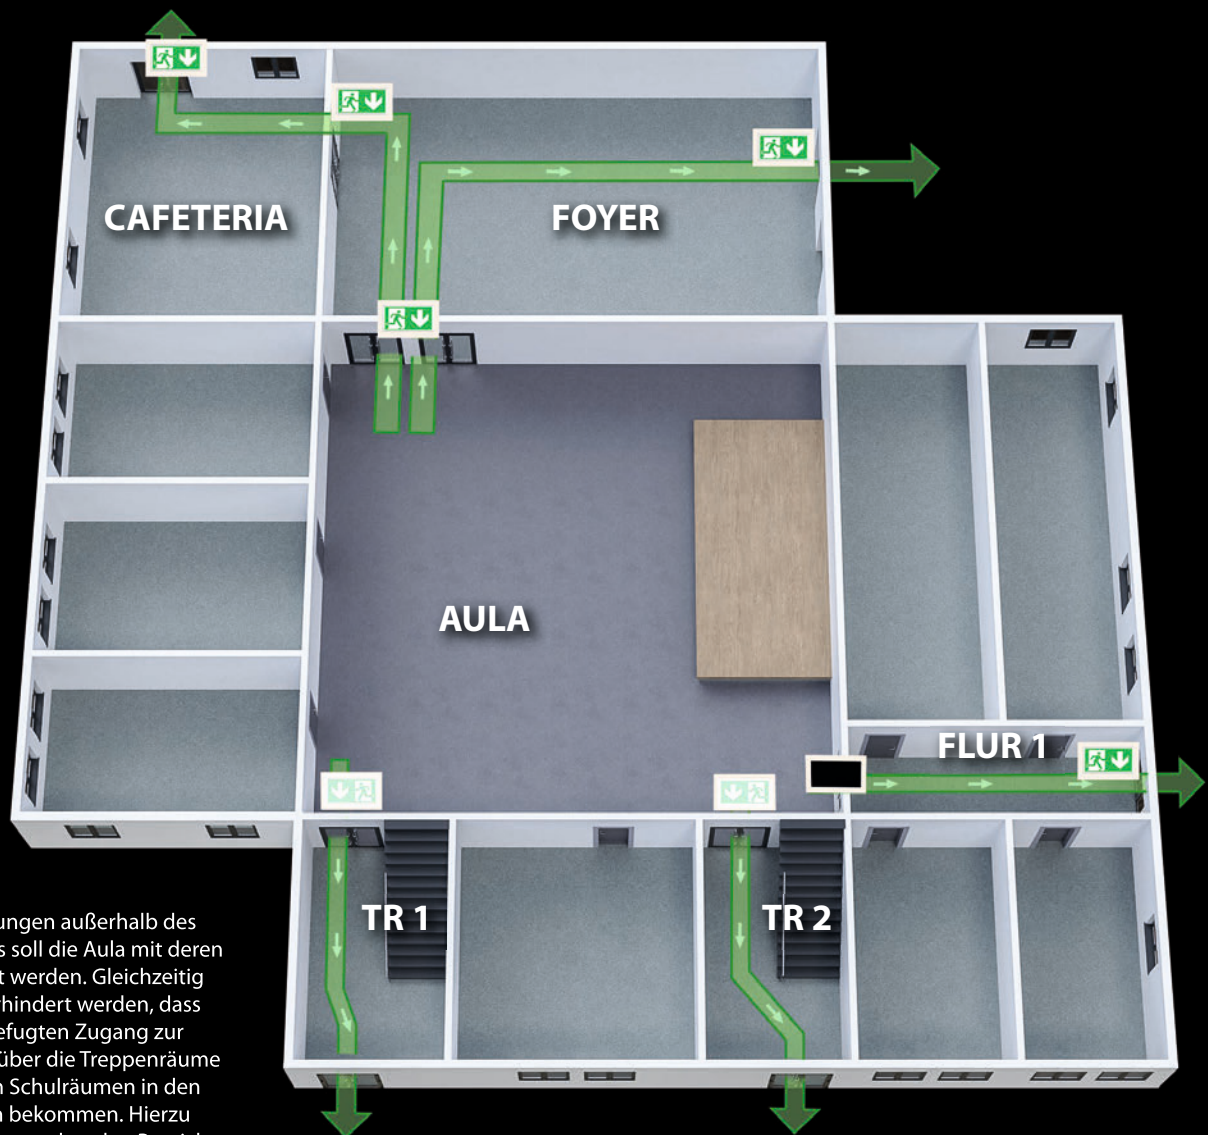 CAFETERIA
FOYER
AULA
FLUR 1
TR 1
TR 2
ungen außerhalb des
s soll die Aula mit deren
t werden. Gleichzeitig
rhindert werden, dass
efugten Zugang zur
über die Treppenräume
n Schulräumen in den
n bekommen. Hierzu